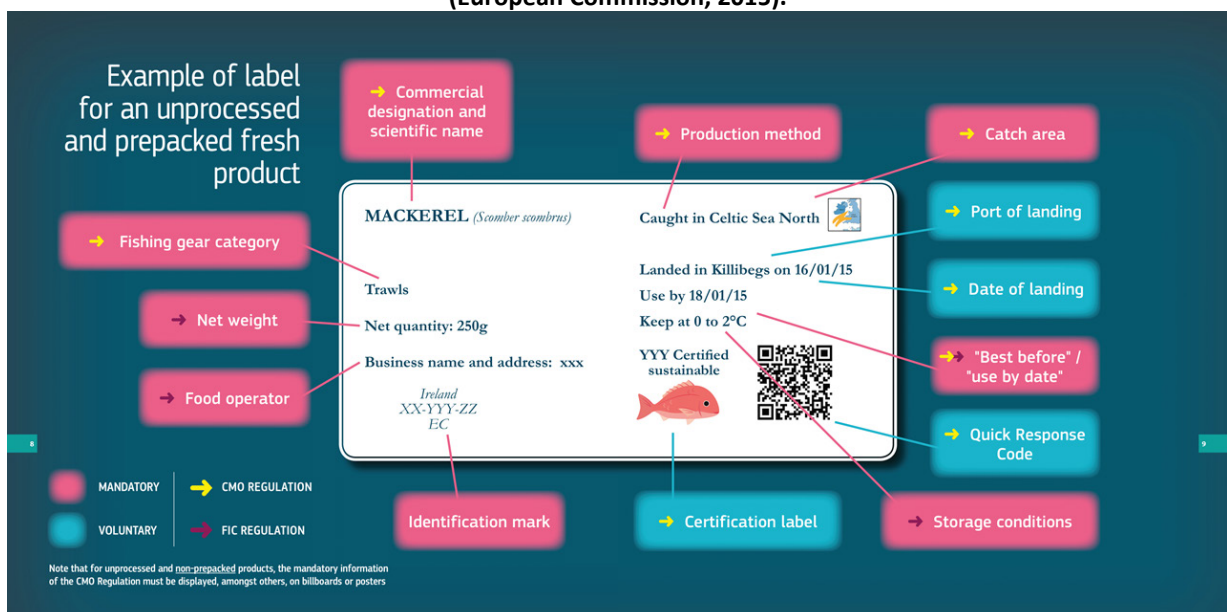 (European Commission, 2015).
Example of label
for an unprocessed
and prepacked fresh
product
→ Commercial
designation and
scientific name
→ Production method
→ Catch area
→ Port of landing
→ Date of landing
→→ "Best before" /
"use by date"
→ Quick Response
Code
→ Storage conditions
→ Certification label
Identification mark
→ Food operator
→ Net weight
→ Fishing gear category
MACKEREL (Scomber scombrus)
Trawls
Net quantity: 250g
Business name and address: xxx
Ireland
XX-YYY-ZZ
EC
Caught in Celtic Sea North
Landed in Killibegs on 16/01/15
Use by 18/01/15
Keep at 0 to 2°C
YYY Certified
sustainable
8
9
MANDATORY
VOLUNTARY
→ CMO REGULATION
→ FIC REGULATION
Note that for unprocessed and non-prepacked products, the mandatory information
of the CMO Regulation must be displayed, amongst others, on billboards or posters